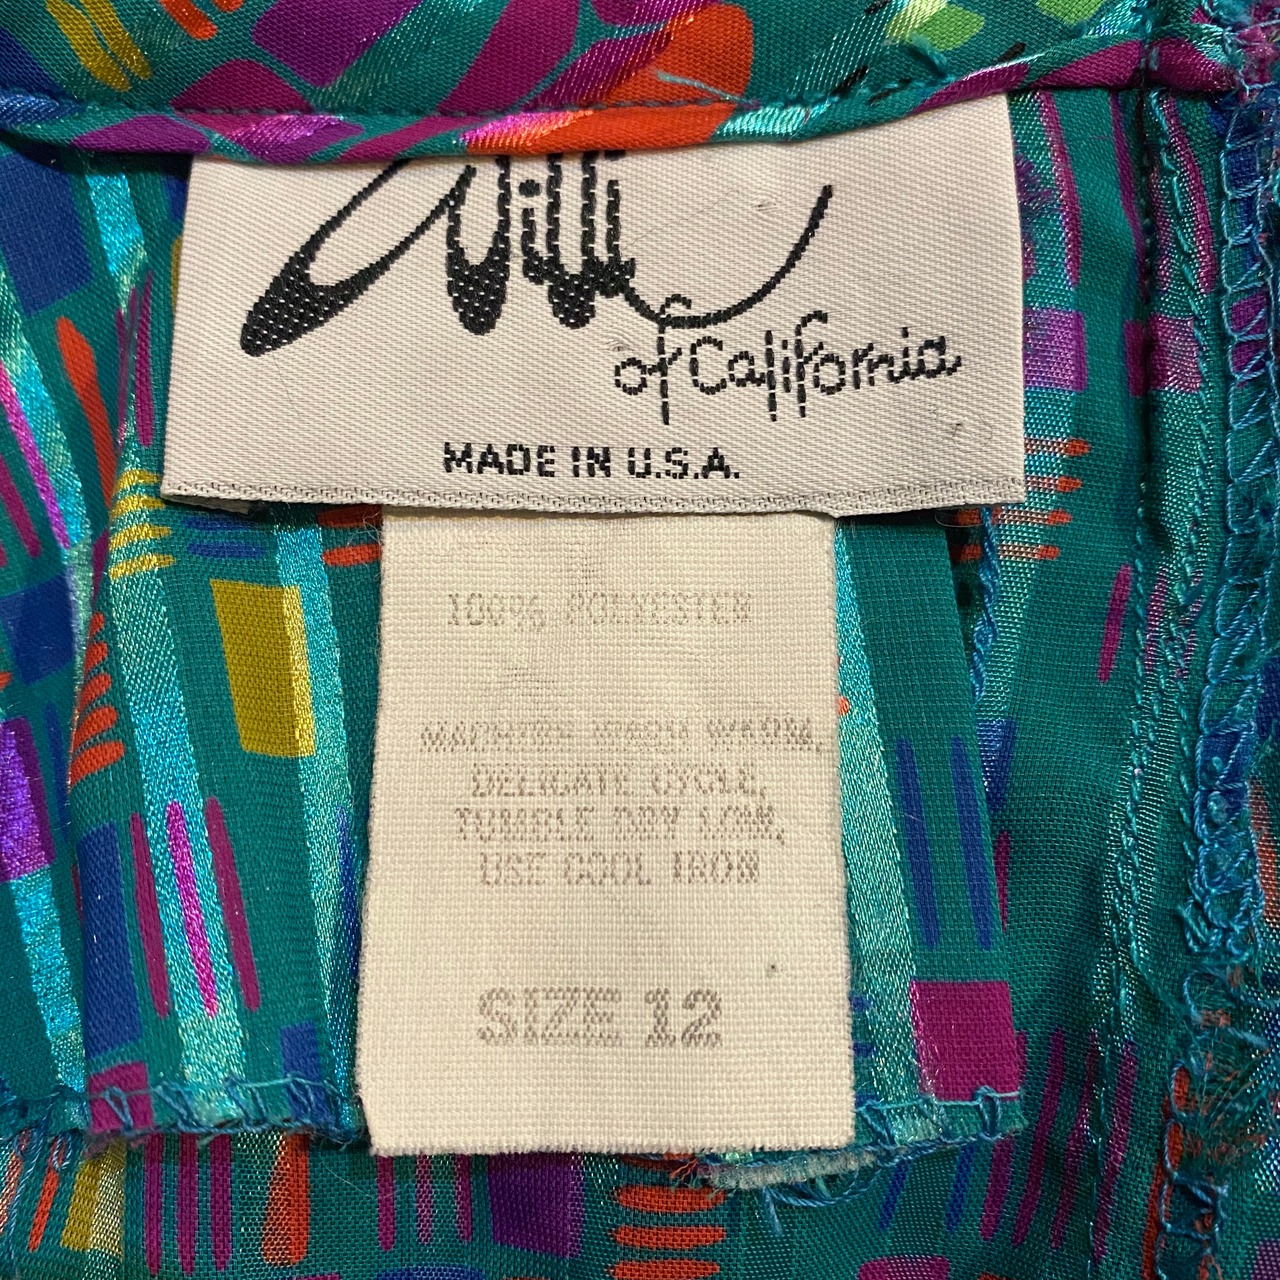 Willi
of California
MADE IN U.S.A.
100% POLYESTER
MACHINE WASH WARM,
DELICATE CYCLE,
TUMBLE DRY LOW,
USE COOL IRON
SIZE 12